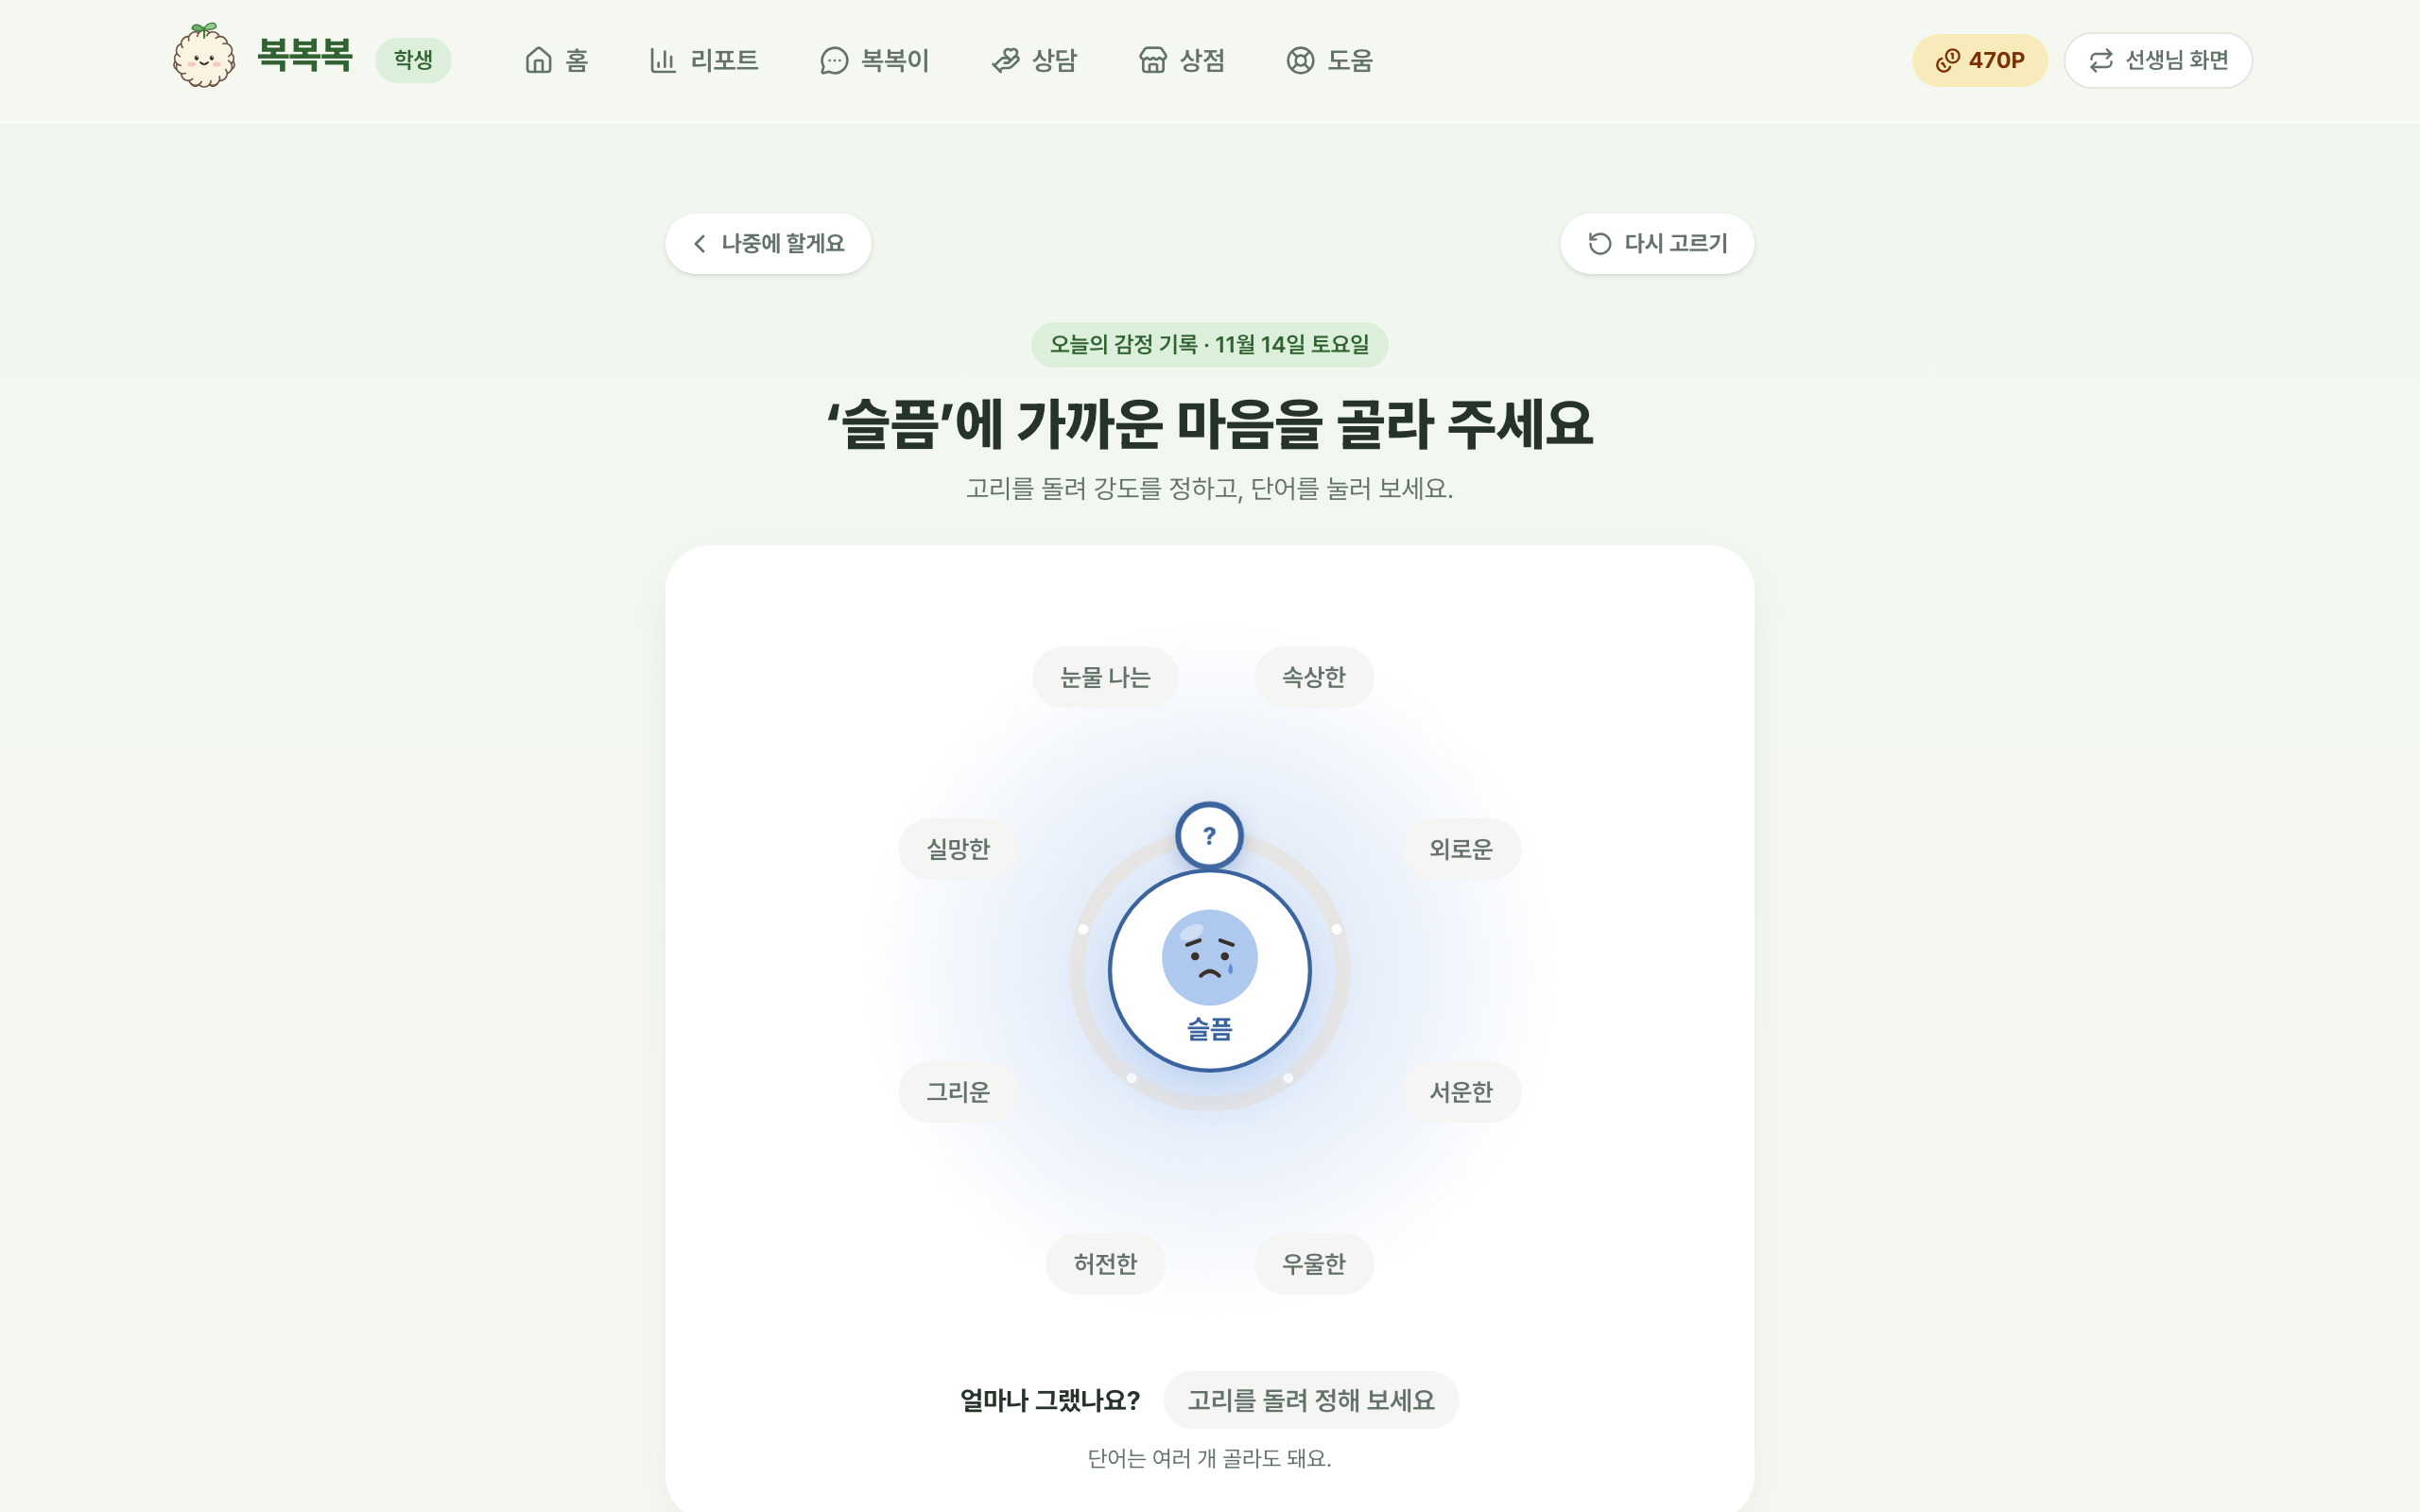 복복복 학생 홈 리포트 복복이 상담 상점 도움 470P 선생님 화면
나중에 할게요 다시 고르기
오늘의 감정 기록 · 11월 14일 토요일
‘슬픔’에 가까운 마음을 골라 주세요
고리를 돌려 강도를 정하고, 단어를 눌러 보세요.
눈물 나는 속상한
실망한 ? 외로운
슬픔
그리운 서운한
허전한 우울한
얼마나 그랬나요? 고리를 돌려 정해 보세요
단어는 여러 개 골라도 돼요.